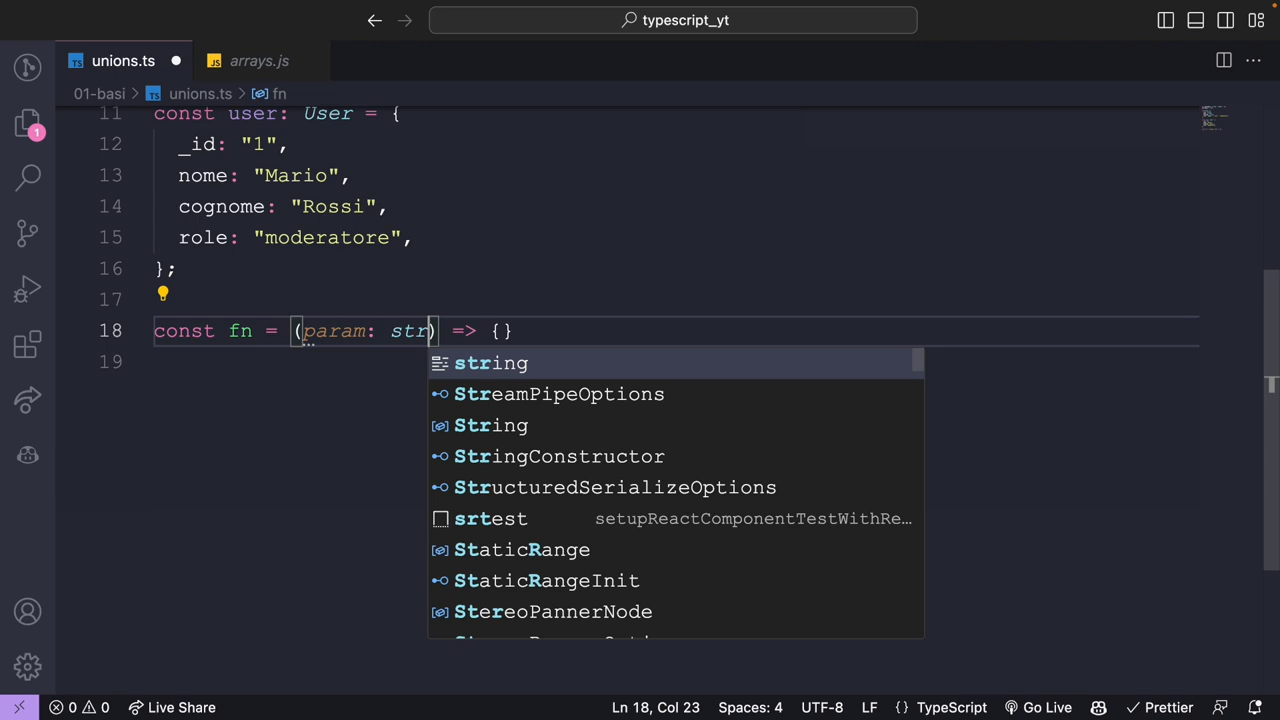 typescript_yt
TS unions.ts
JS arrays.js
01-basi > TS unions.ts > fn
11 const user: User = {
12 _id: "1",
13 nome: "Mario",
14 cognome: "Rossi",
15 role: "moderatore",
16 };
17
18 const fn = (param: str) => {}
19
string
StreamPipeOptions
String
StringConstructor
StructuredSerializeOptions
srtest setupReactComponentTestWithRe…
StaticRange
StaticRangeInit
StereoPannerNode
1
0 0 Live Share Ln 18, Col 23 Spaces: 4 UTF-8 LF {} TypeScript Go Live Prettier